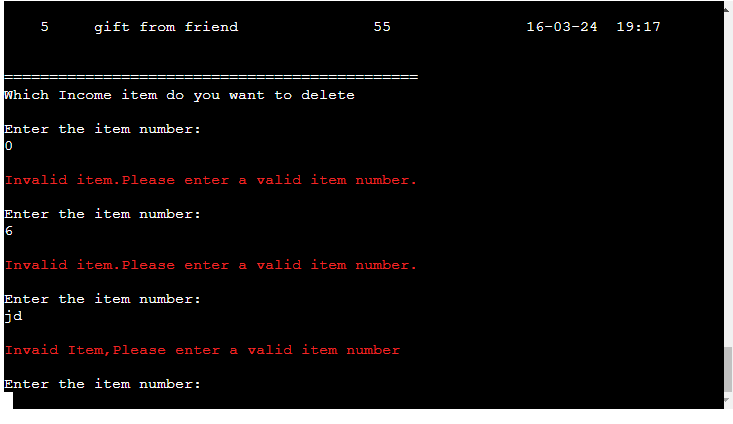 5 gift from friend 55 16-03-24 19:17
==============================================
Which Income item do you want to delete
Enter the item number:
0
Invalid item.Please enter a valid item number.
Enter the item number:
6
Invalid item.Please enter a valid item number.
Enter the item number:
jd
Invaid Item,Please enter a valid item number
Enter the item number: